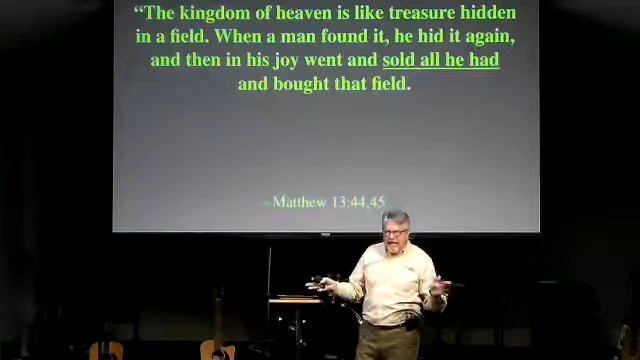 “The kingdom of heaven is like treasure hidden
in a field. When a man found it, he hid it again,
and then in his joy went and sold all he had
and bought that field.
– Matthew 13:44,45